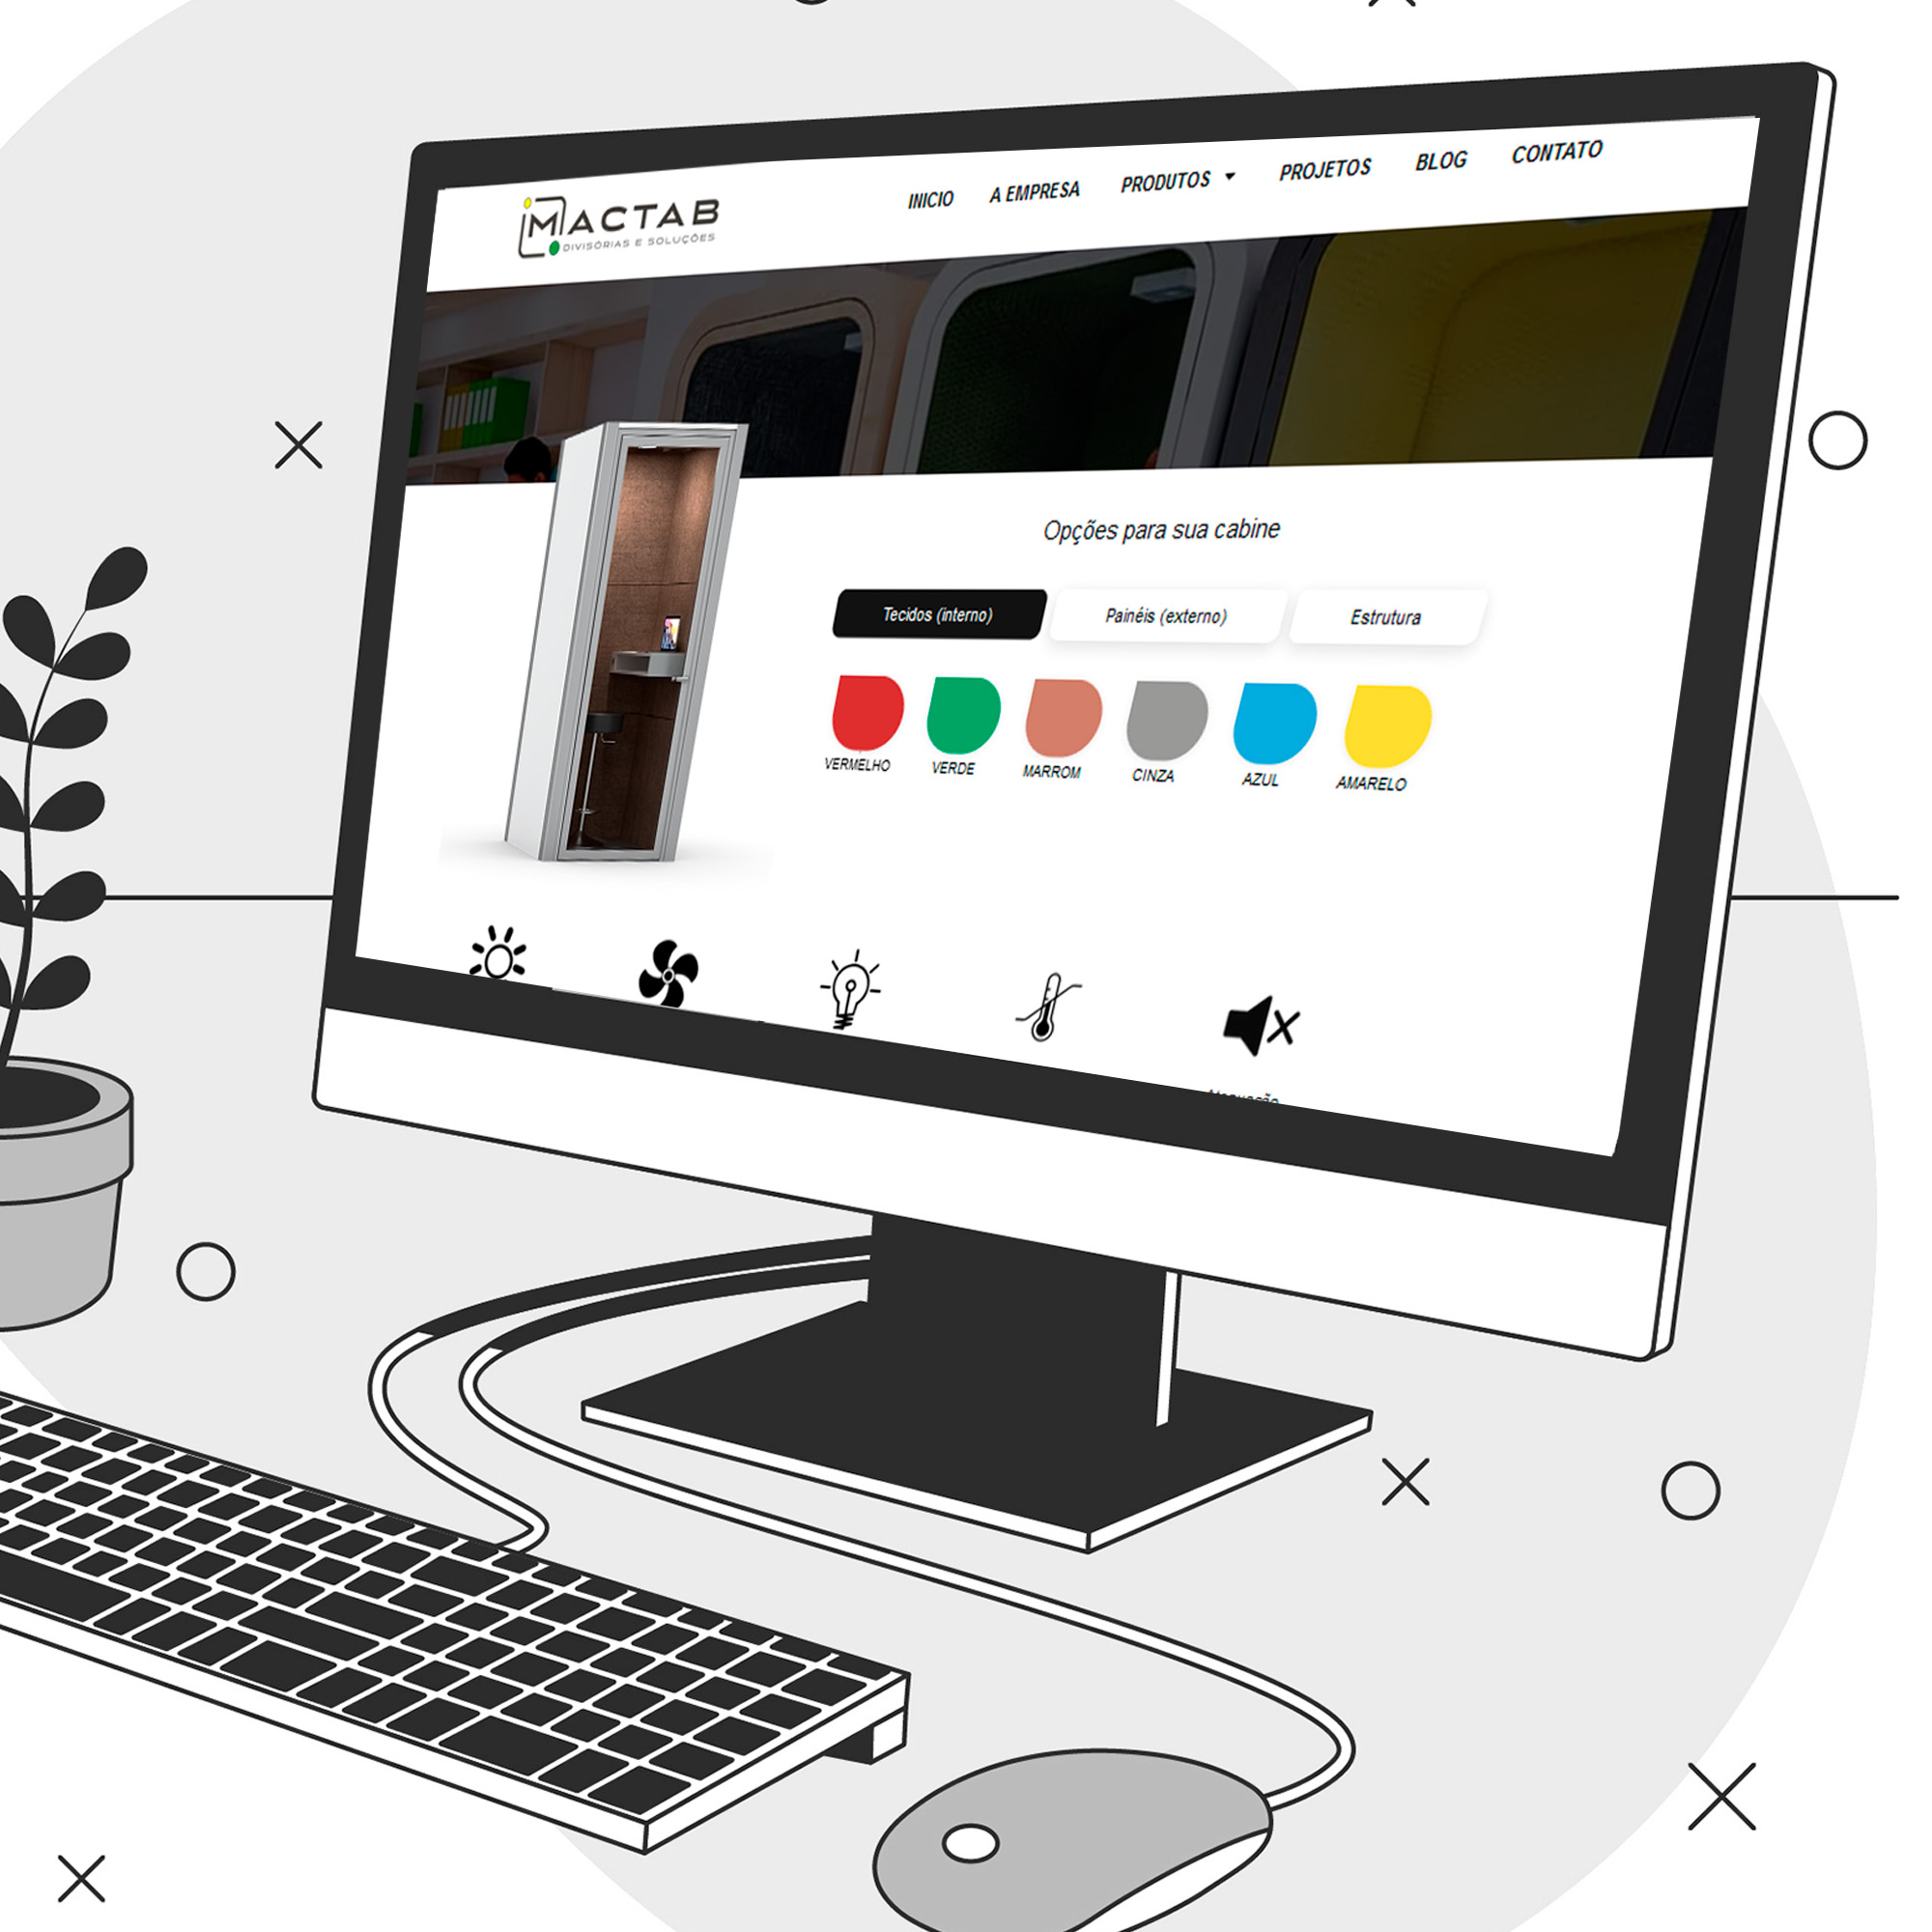 MACTAB
DIVISÓRIAS E SOLUÇÕES
INICIO
A EMPRESA
PRODUTOS
PROJETOS
BLOG
CONTATO
Opções para sua cabine
Tecidos (interno)
Painéis (externo)
Estrutura
VERMELHO
VERDE
MARROM
CINZA
AZUL
AMARELO